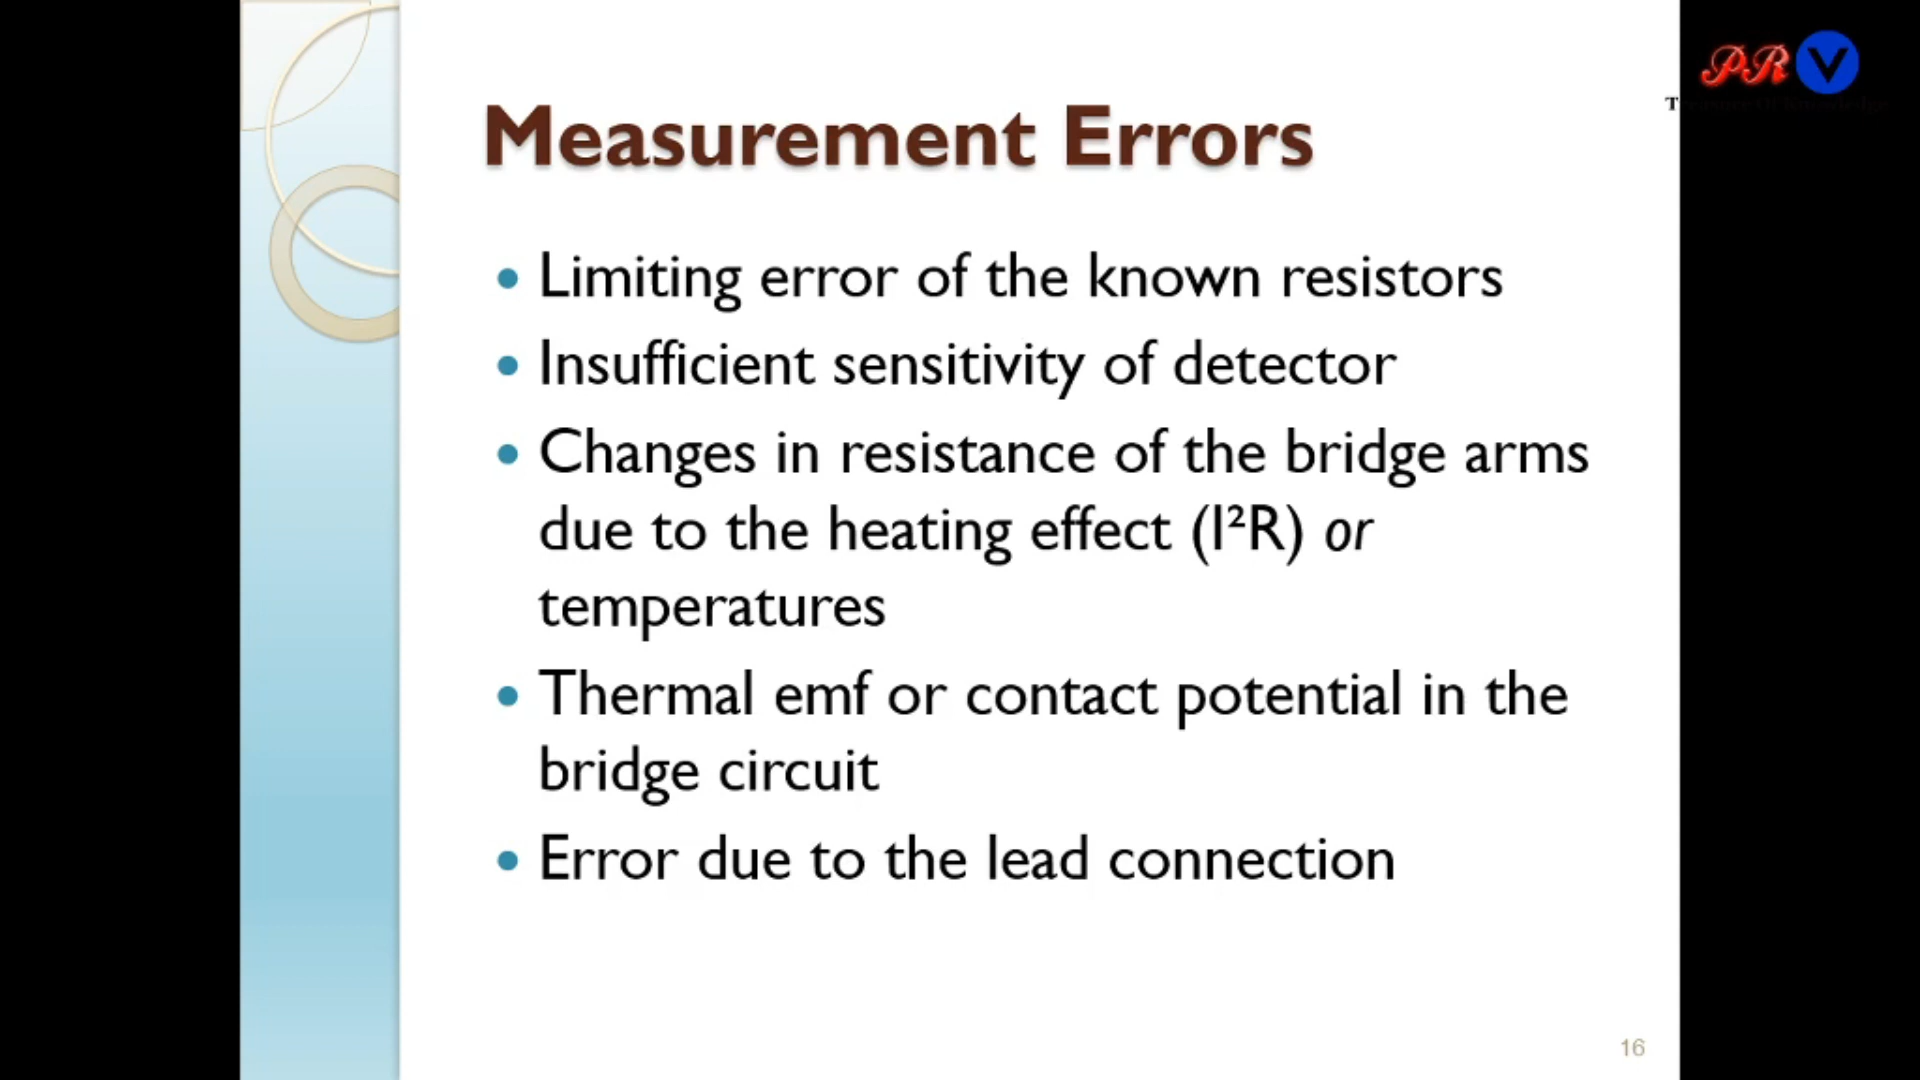 PRV
Measurement Errors
• Limiting error of the known resistors
• Insufficient sensitivity of detector
• Changes in resistance of the bridge arms
due to the heating effect (I²R) or
temperatures
• Thermal emf or contact potential in the
bridge circuit
• Error due to the lead connection
16